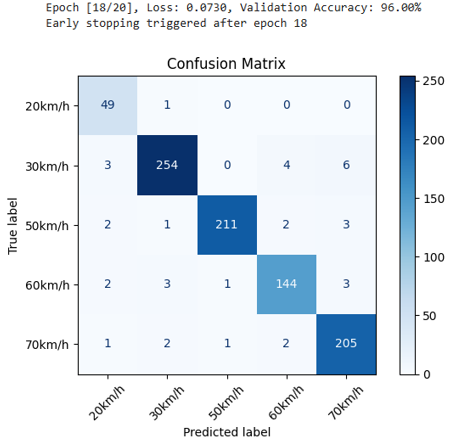 Epoch [18/20], Loss: 0.0730, Validation Accuracy: 96.00%
Early stopping triggered after epoch 18
Confusion Matrix
20km/h 49 1 0 0 0
30km/h 3 254 0 4 6
50km/h 2 1 211 2 3
60km/h 2 3 1 144 3
70km/h 1 2 1 2 205
True label
20km/h 30km/h 50km/h 60km/h 70km/h
Predicted label
250
200
150
100
50
0